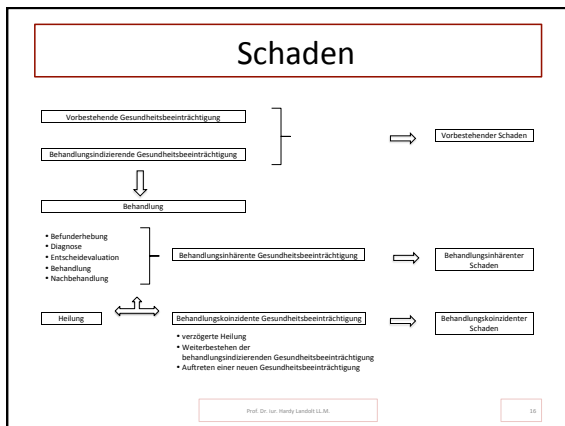 Schaden
Vorbestehende Gesundheitsbeeinträchtigung
Vorbestehender Schaden
Behandlungsindizierende Gesundheitsbeeinträchtigung
Behandlung
• Befunderhebung
• Diagnose
• Entscheidevaluation
• Behandlung
• Nachbehandlung
Behandlungsinhärente Gesundheitsbeeinträchtigung
Behandlungsinhärenter
Schaden
Heilung
Behandlungskoinzidente Gesundheitsbeeinträchtigung
Behandlungskoinzidenter
Schaden
• verzögerte Heilung
• Weiterbestehen der
behandlungsindizierenden Gesundheitsbeeinträchtigung
• Auftreten einer neuen Gesundheitsbeeinträchtigung
Prof. Dr. iur. Hardy Landolt LL.M.
16